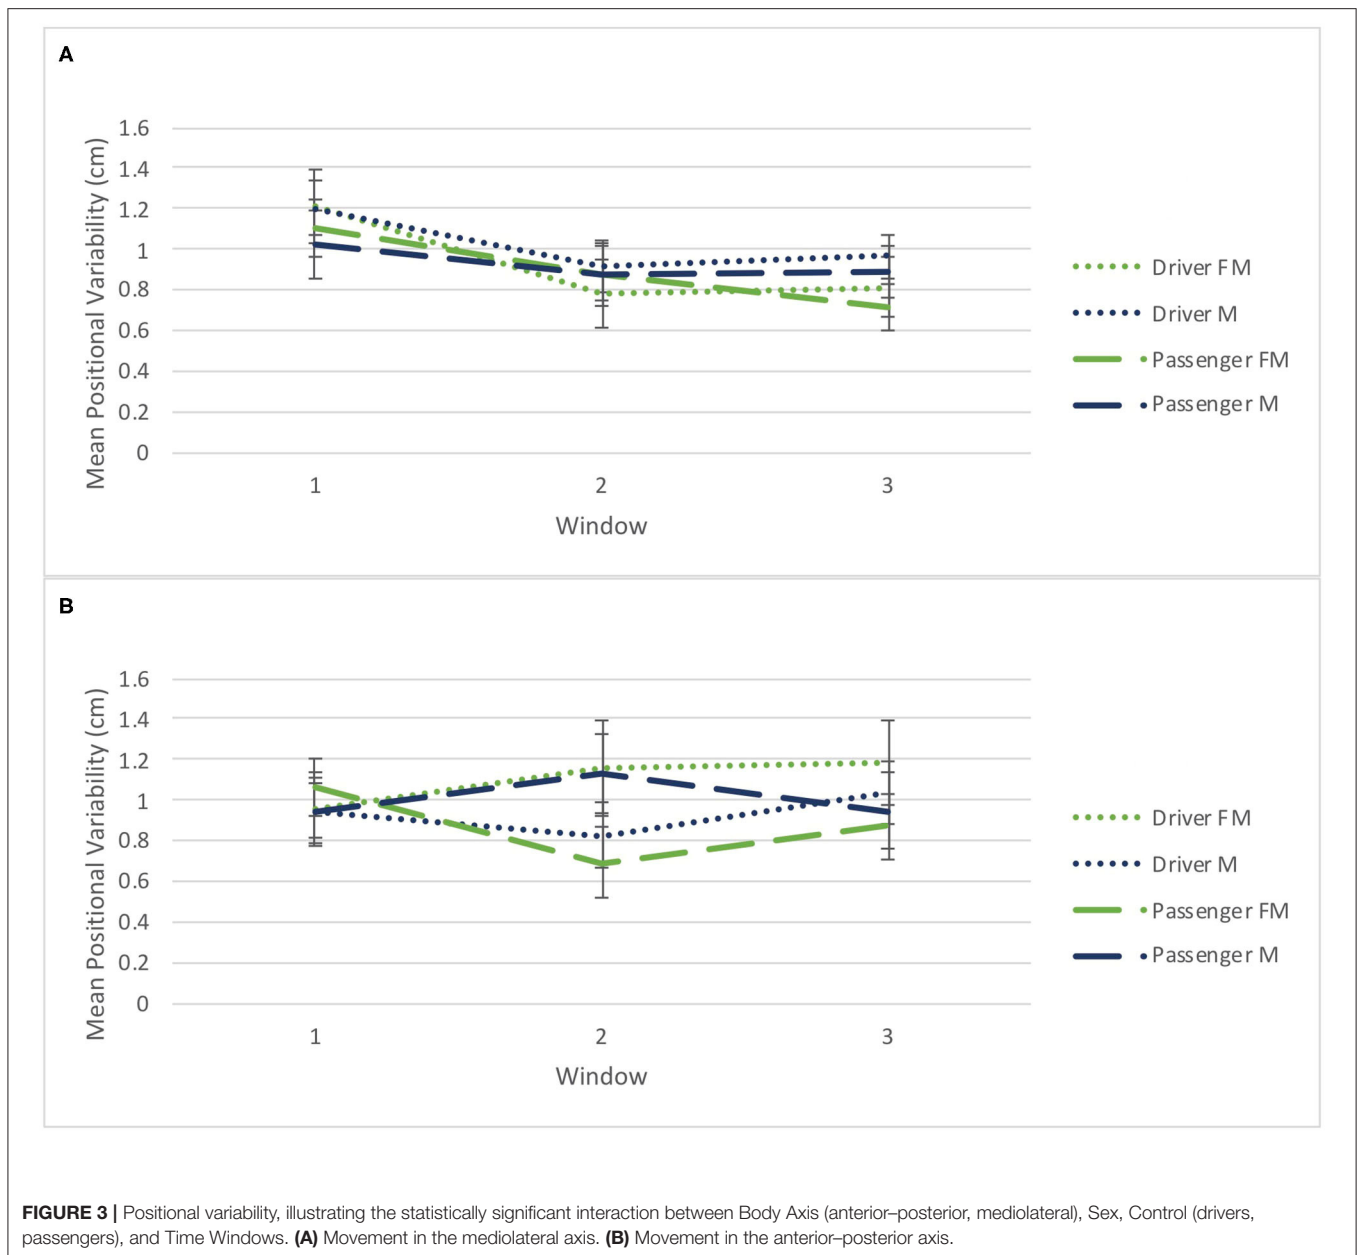 A
Mean Positional Variability (cm)
1.6
1.4
1.2
1
0.8
0.6
0.4
0.2
0
1
2
3
Window
Driver FM
Driver M
Passenger FM
Passenger M
B
Mean Positional Variability (cm)
1.6
1.4
1.2
1
0.8
0.6
0.4
0.2
0
1
2
3
Window
Driver FM
Driver M
Passenger FM
Passenger M
FIGURE 3 | Positional variability, illustrating the statistically significant interaction between Body Axis (anterior–posterior, mediolateral), Sex, Control (drivers,
passengers), and Time Windows. (A) Movement in the mediolateral axis. (B) Movement in the anterior–posterior axis.